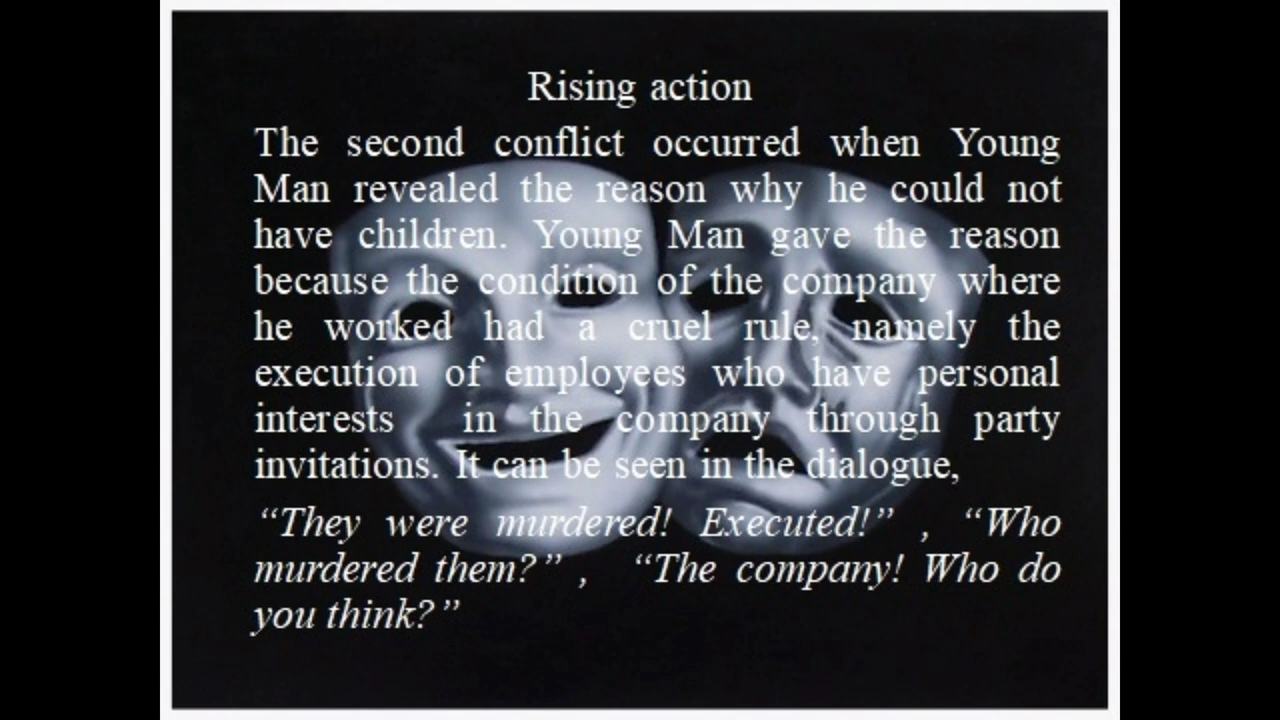 Rising action
The second conflict occurred when Young
Man revealed the reason why he could not
have children. Young Man gave the reason
because the condition of the company where
he worked had a cruel rule, namely the
execution of employees who have personal
interests in the company through party
invitations. It can be seen in the dialogue,
“They were murdered! Executed!” , “Who
murdered them?” , “The company! Who do
you think?”